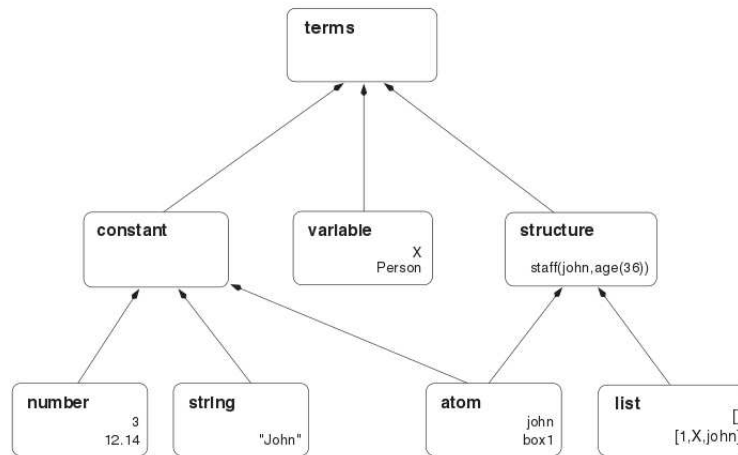 terms
constant
variable
X
Person
structure
staff(john,age(36))
number
3
12.14
string
"John"
atom
john
box1
list
[
[1,X,john]